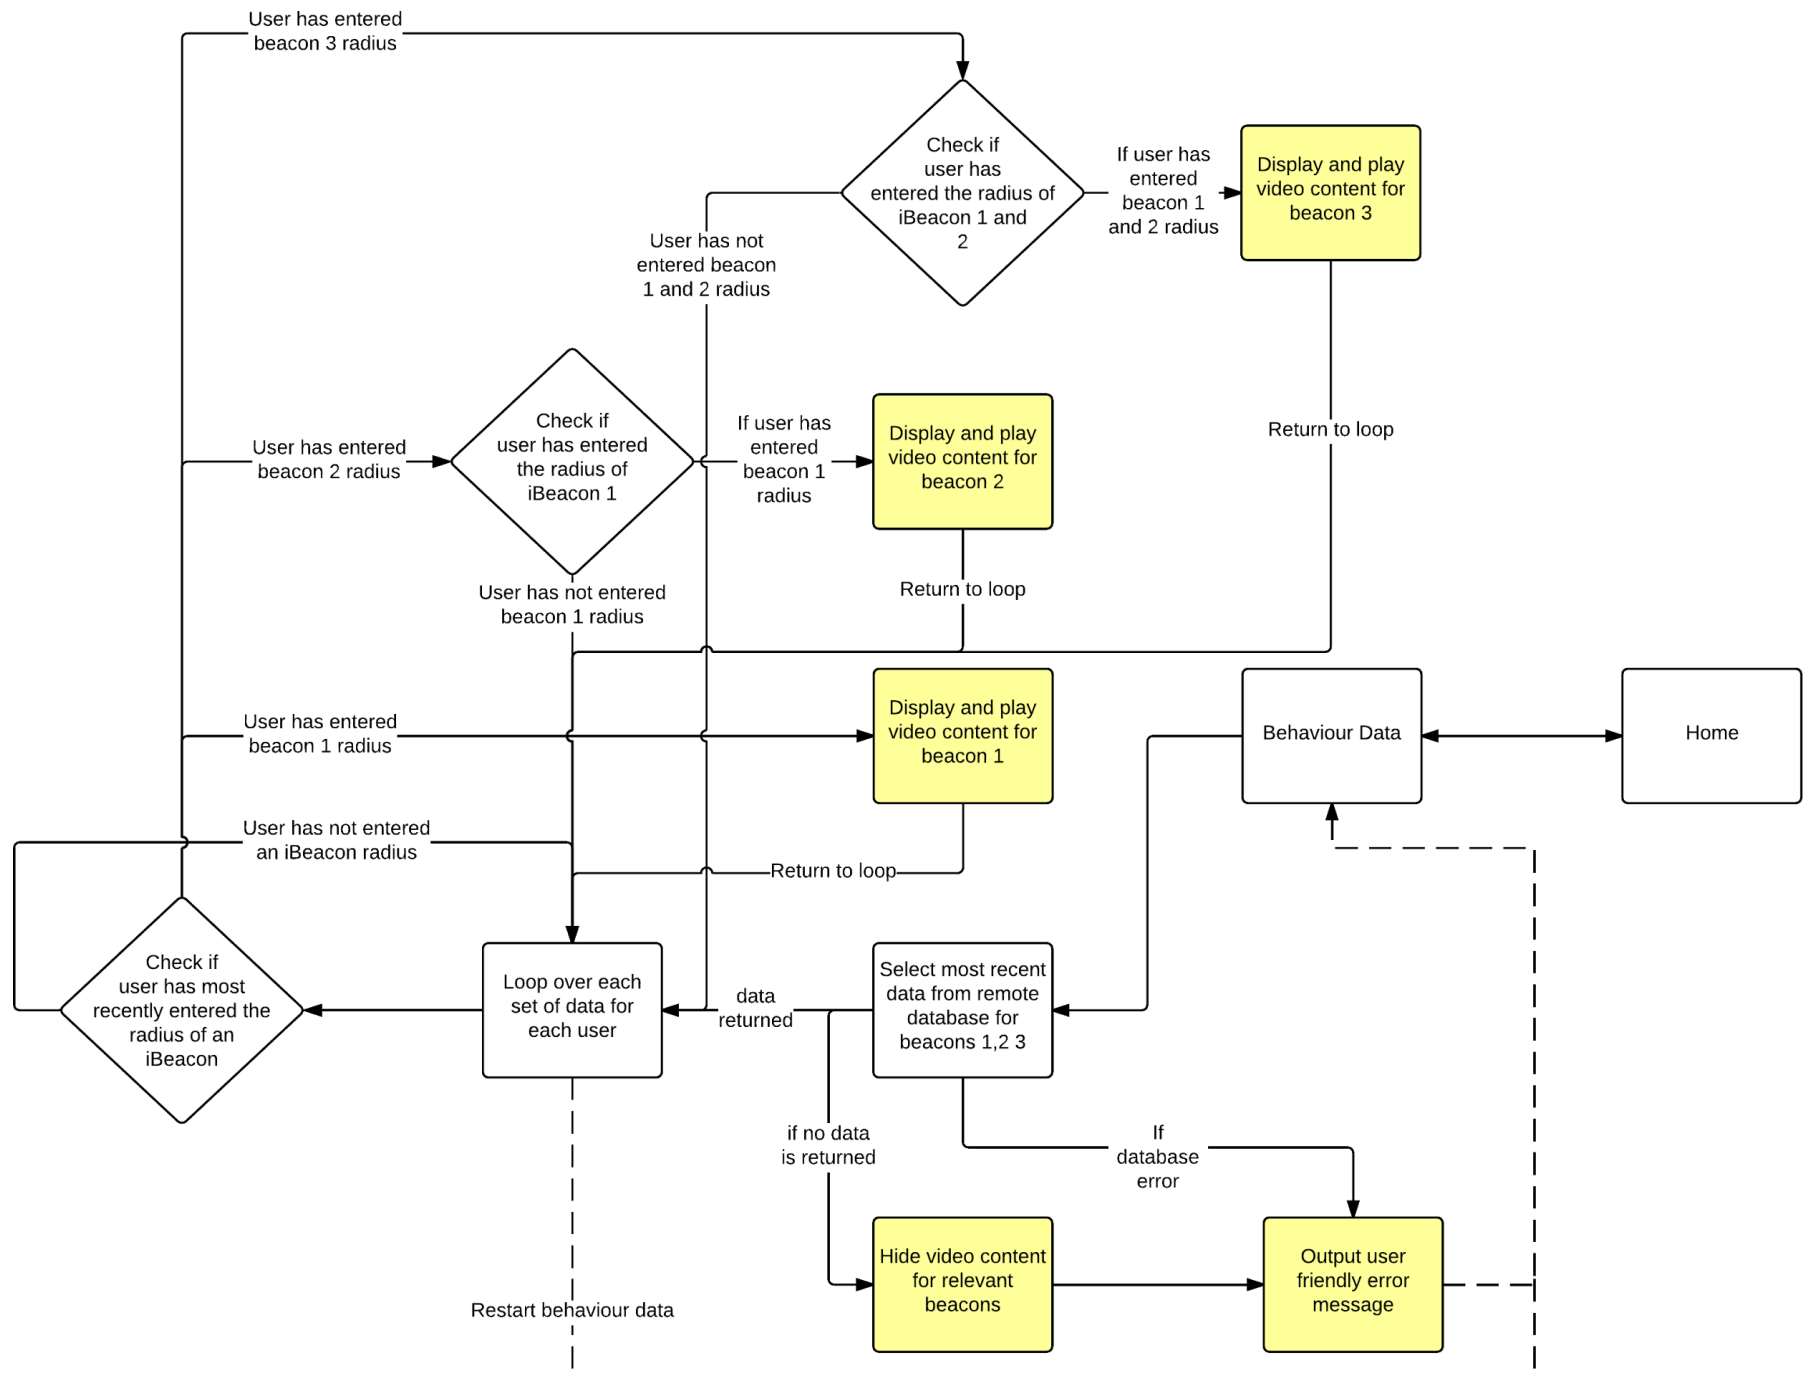 User has entered
beacon 3 radius
Check if
user has
entered the radius of
iBeacon 1 and
2
If user has
entered
beacon 1
and 2 radius
Display and play
video content for
beacon 3
User has not
entered beacon
1 and 2 radius
User has entered
beacon 2 radius
Check if
user has entered
the radius of
iBeacon 1
If user has
entered
beacon 1
radius
Display and play
video content for
beacon 2
Return to loop
User has not entered
beacon 1 radius
Return to loop
User has entered
beacon 1 radius
Display and play
video content for
beacon 1
Behaviour Data
Home
User has not entered
an iBeacon radius
Return to loop
Check if
user has most
recently entered the
radius of an
iBeacon
Loop over each
set of data for
each user
data
returned
Select most recent
data from remote
database for
beacons 1,2 3
if no data
is returned
If
database
error
Hide video content
for relevant
beacons
Output user
friendly error
message
Restart behaviour data